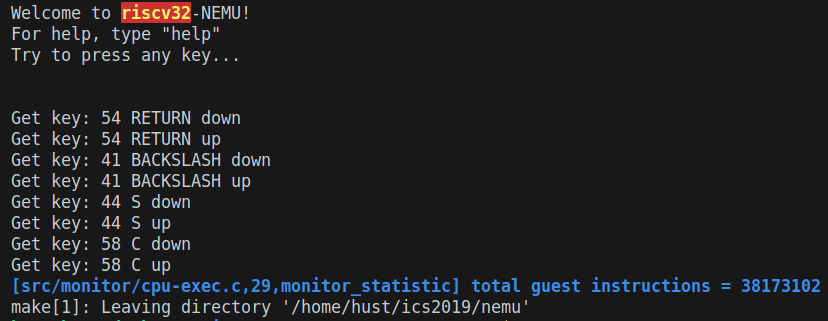 Welcome to riscv32-NEMU!
For help, type "help"
Try to press any key...
Get key: 54 RETURN down
Get key: 54 RETURN up
Get key: 41 BACKSLASH down
Get key: 41 BACKSLASH up
Get key: 44 S down
Get key: 44 S up
Get key: 58 C down
Get key: 58 C up
[src/monitor/cpu-exec.c,29,monitor_statistic] total guest instructions = 38173102
make[1]: Leaving directory '/home/hust/ics2019/nemu'